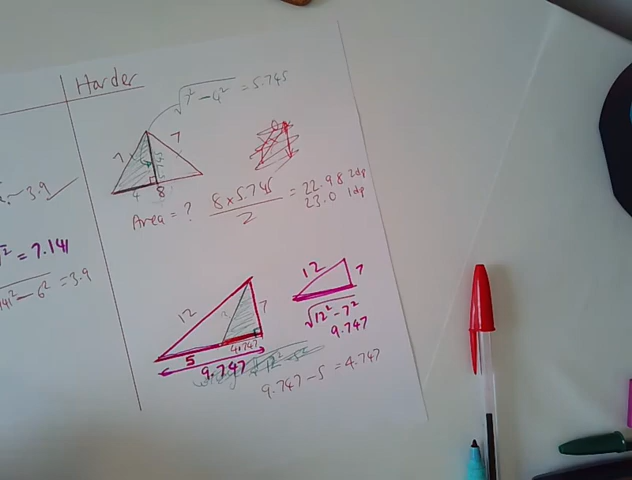 Harder
√7² - 4² = 5.745
7
7
4
8
~3.9 ✓
Area = ?
8 × 5.745
2
= 22.98 2dp
23.0 1dp
= 7.141
- 6² = 3.9
12
7
5
4.747
9.747
12
7
√12² - 7²
9.747
9.747 - 5 = 4.747